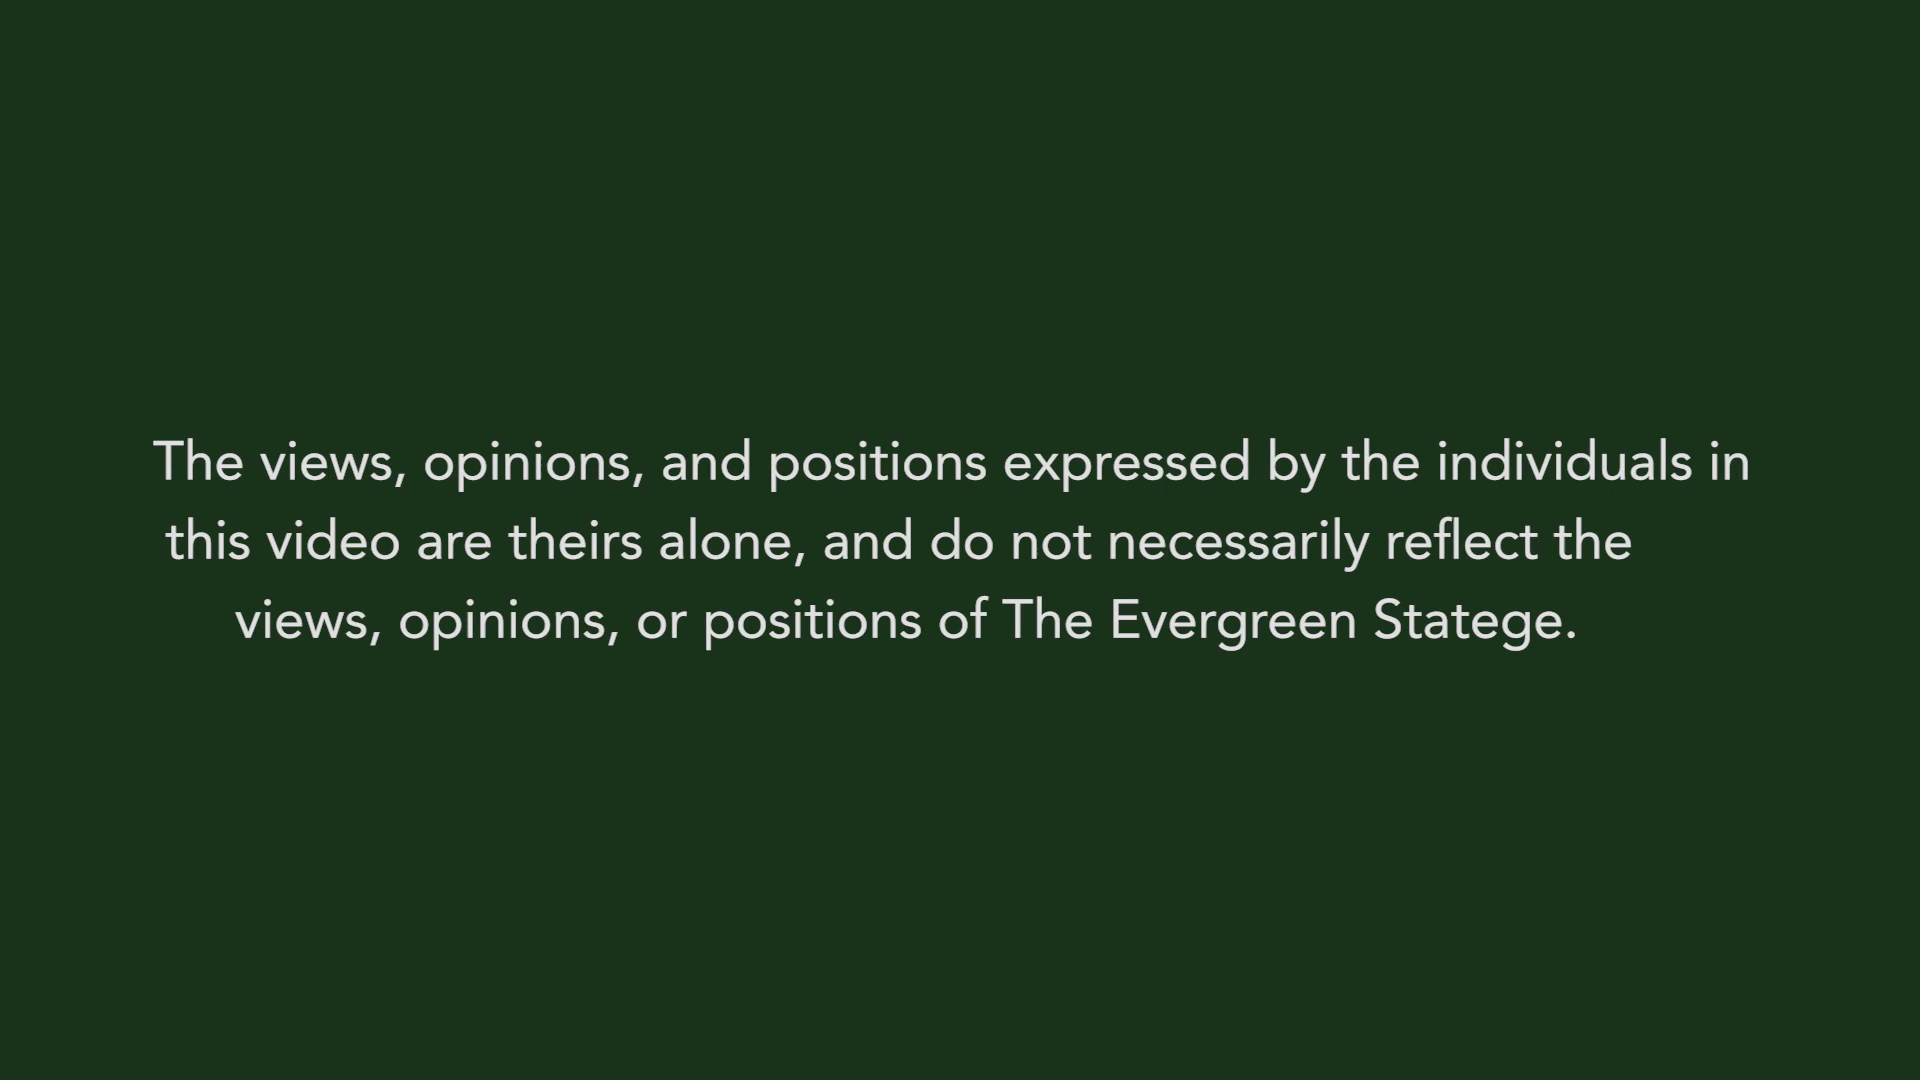 The views, opinions, and positions expressed by the individuals in
this video are theirs alone, and do not necessarily reflect the
views, opinions, or positions of The Evergreen Statege.